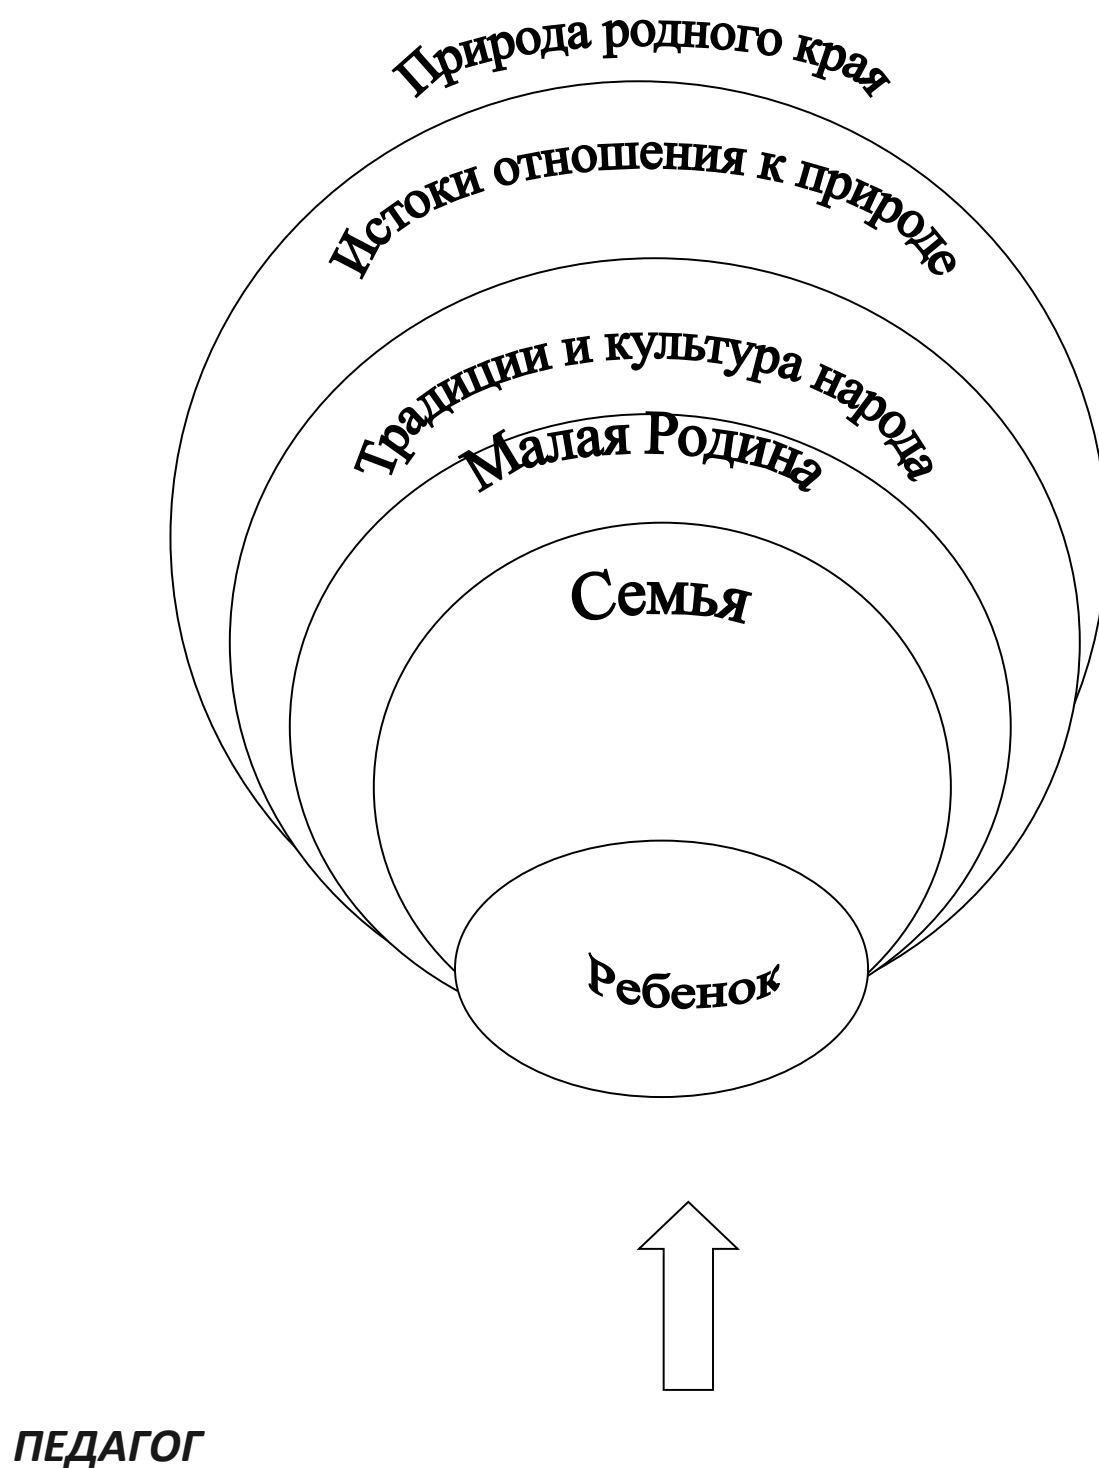 Природа родного края
Истоки отношения к природе
Традиции и культура народа
Малая Родина
Семья
Ребенок
ПЕДАГОГ